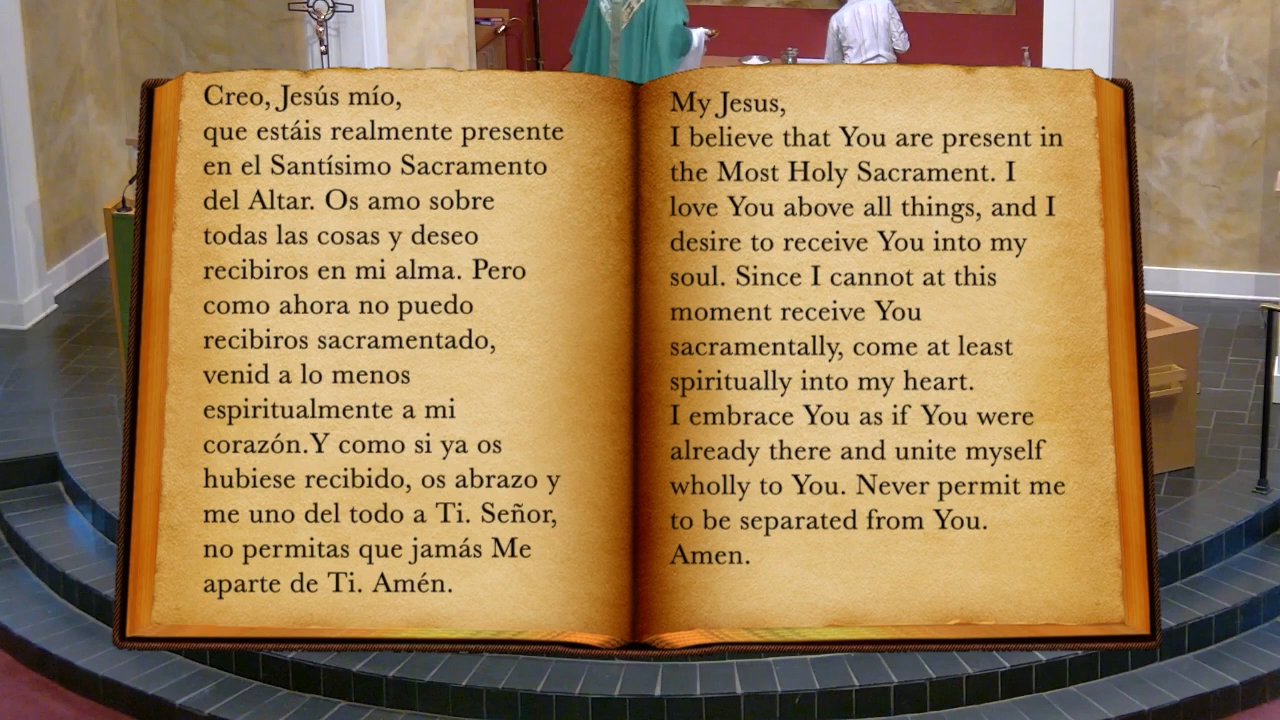 Creo, Jesús mío,
que estáis realmente presente
en el Santísimo Sacramento
del Altar. Os amo sobre
todas las cosas y deseo
recibiros en mi alma. Pero
como ahora no puedo
recibiros sacramentado,
venid a lo menos
espiritualmente a mi
corazón.Y como si ya os
hubiese recibido, os abrazo y
me uno del todo a Ti. Señor,
no permitas que jamás Me
aparte de Ti. Amén.
My Jesus,
I believe that You are present in
the Most Holy Sacrament. I
love You above all things, and I
desire to receive You into my
soul. Since I cannot at this
moment receive You
sacramentally, come at least
spiritually into my heart.
I embrace You as if You were
already there and unite myself
wholly to You. Never permit me
to be separated from You.
Amen.